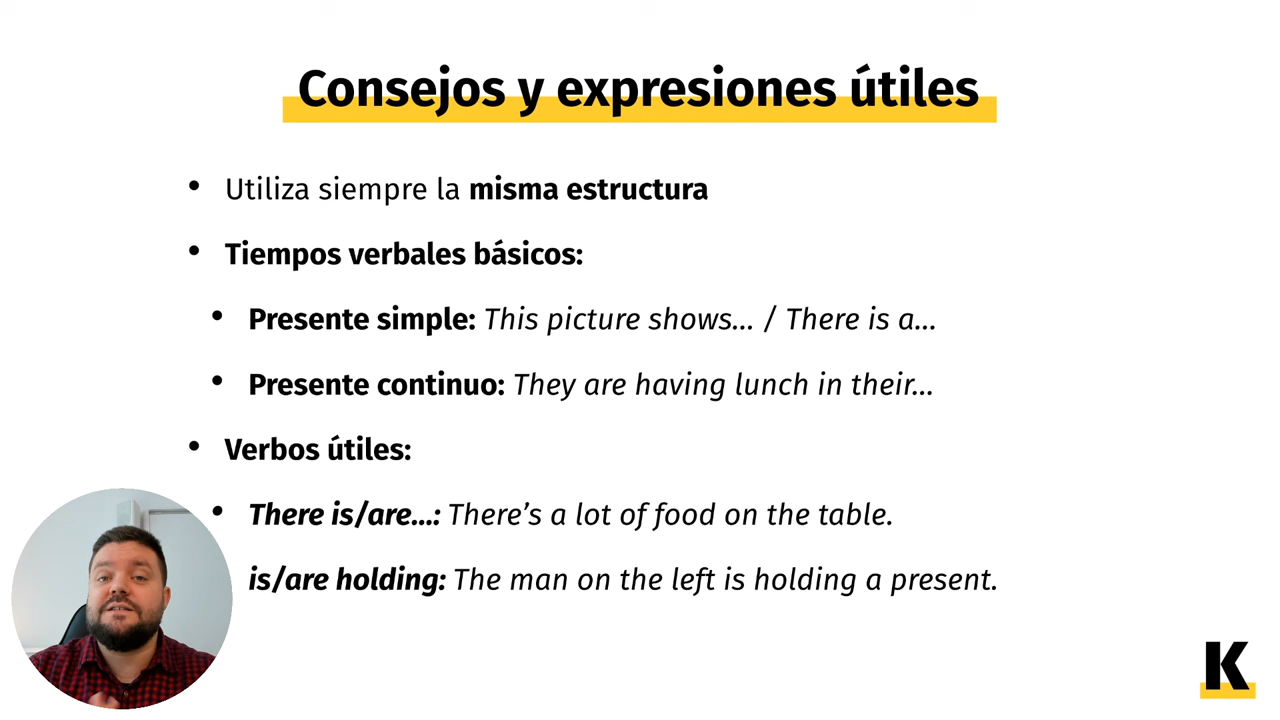 Consejos y expresiones útiles
• Utiliza siempre la misma estructura
• Tiempos verbales básicos:
• Presente simple: This picture shows... / There is a...
• Presente continuo: They are having lunch in their...
• Verbos útiles:
• There is/are...: There’s a lot of food on the table.
is/are holding: The man on the left is holding a present.
K